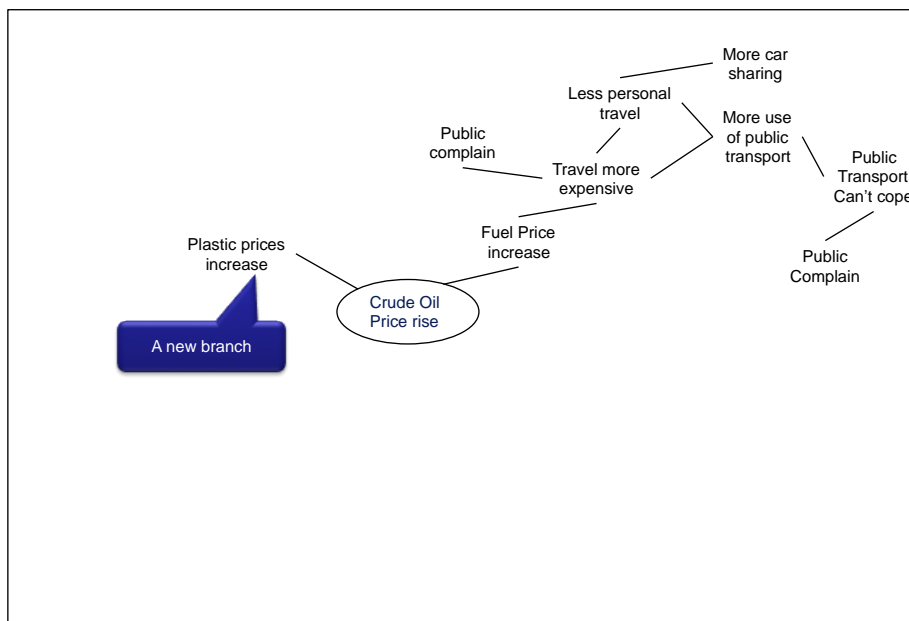 More car
sharing
Less personal
travel
More use
of public
transport
Public
complain
Travel more
expensive
Public
Transport
Can't cope
Fuel Price
increase
Plastic prices
increase
Public
Complain
Crude Oil
Price rise
A new branch